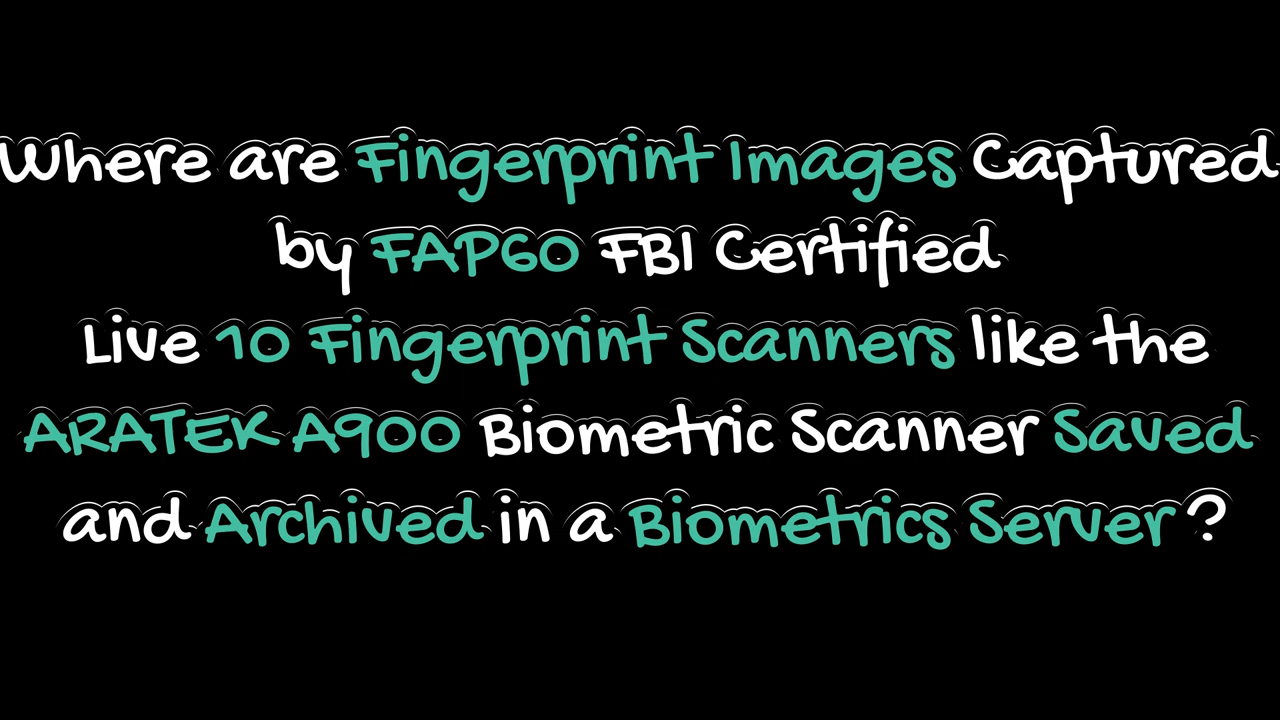 Where are Fingerprint Images Captured
by FAP60 FBI Certified
Live 10 Fingerprint Scanners like the
ARATEK A900 Biometric Scanner Saved
and Archived in a Biometrics Server?